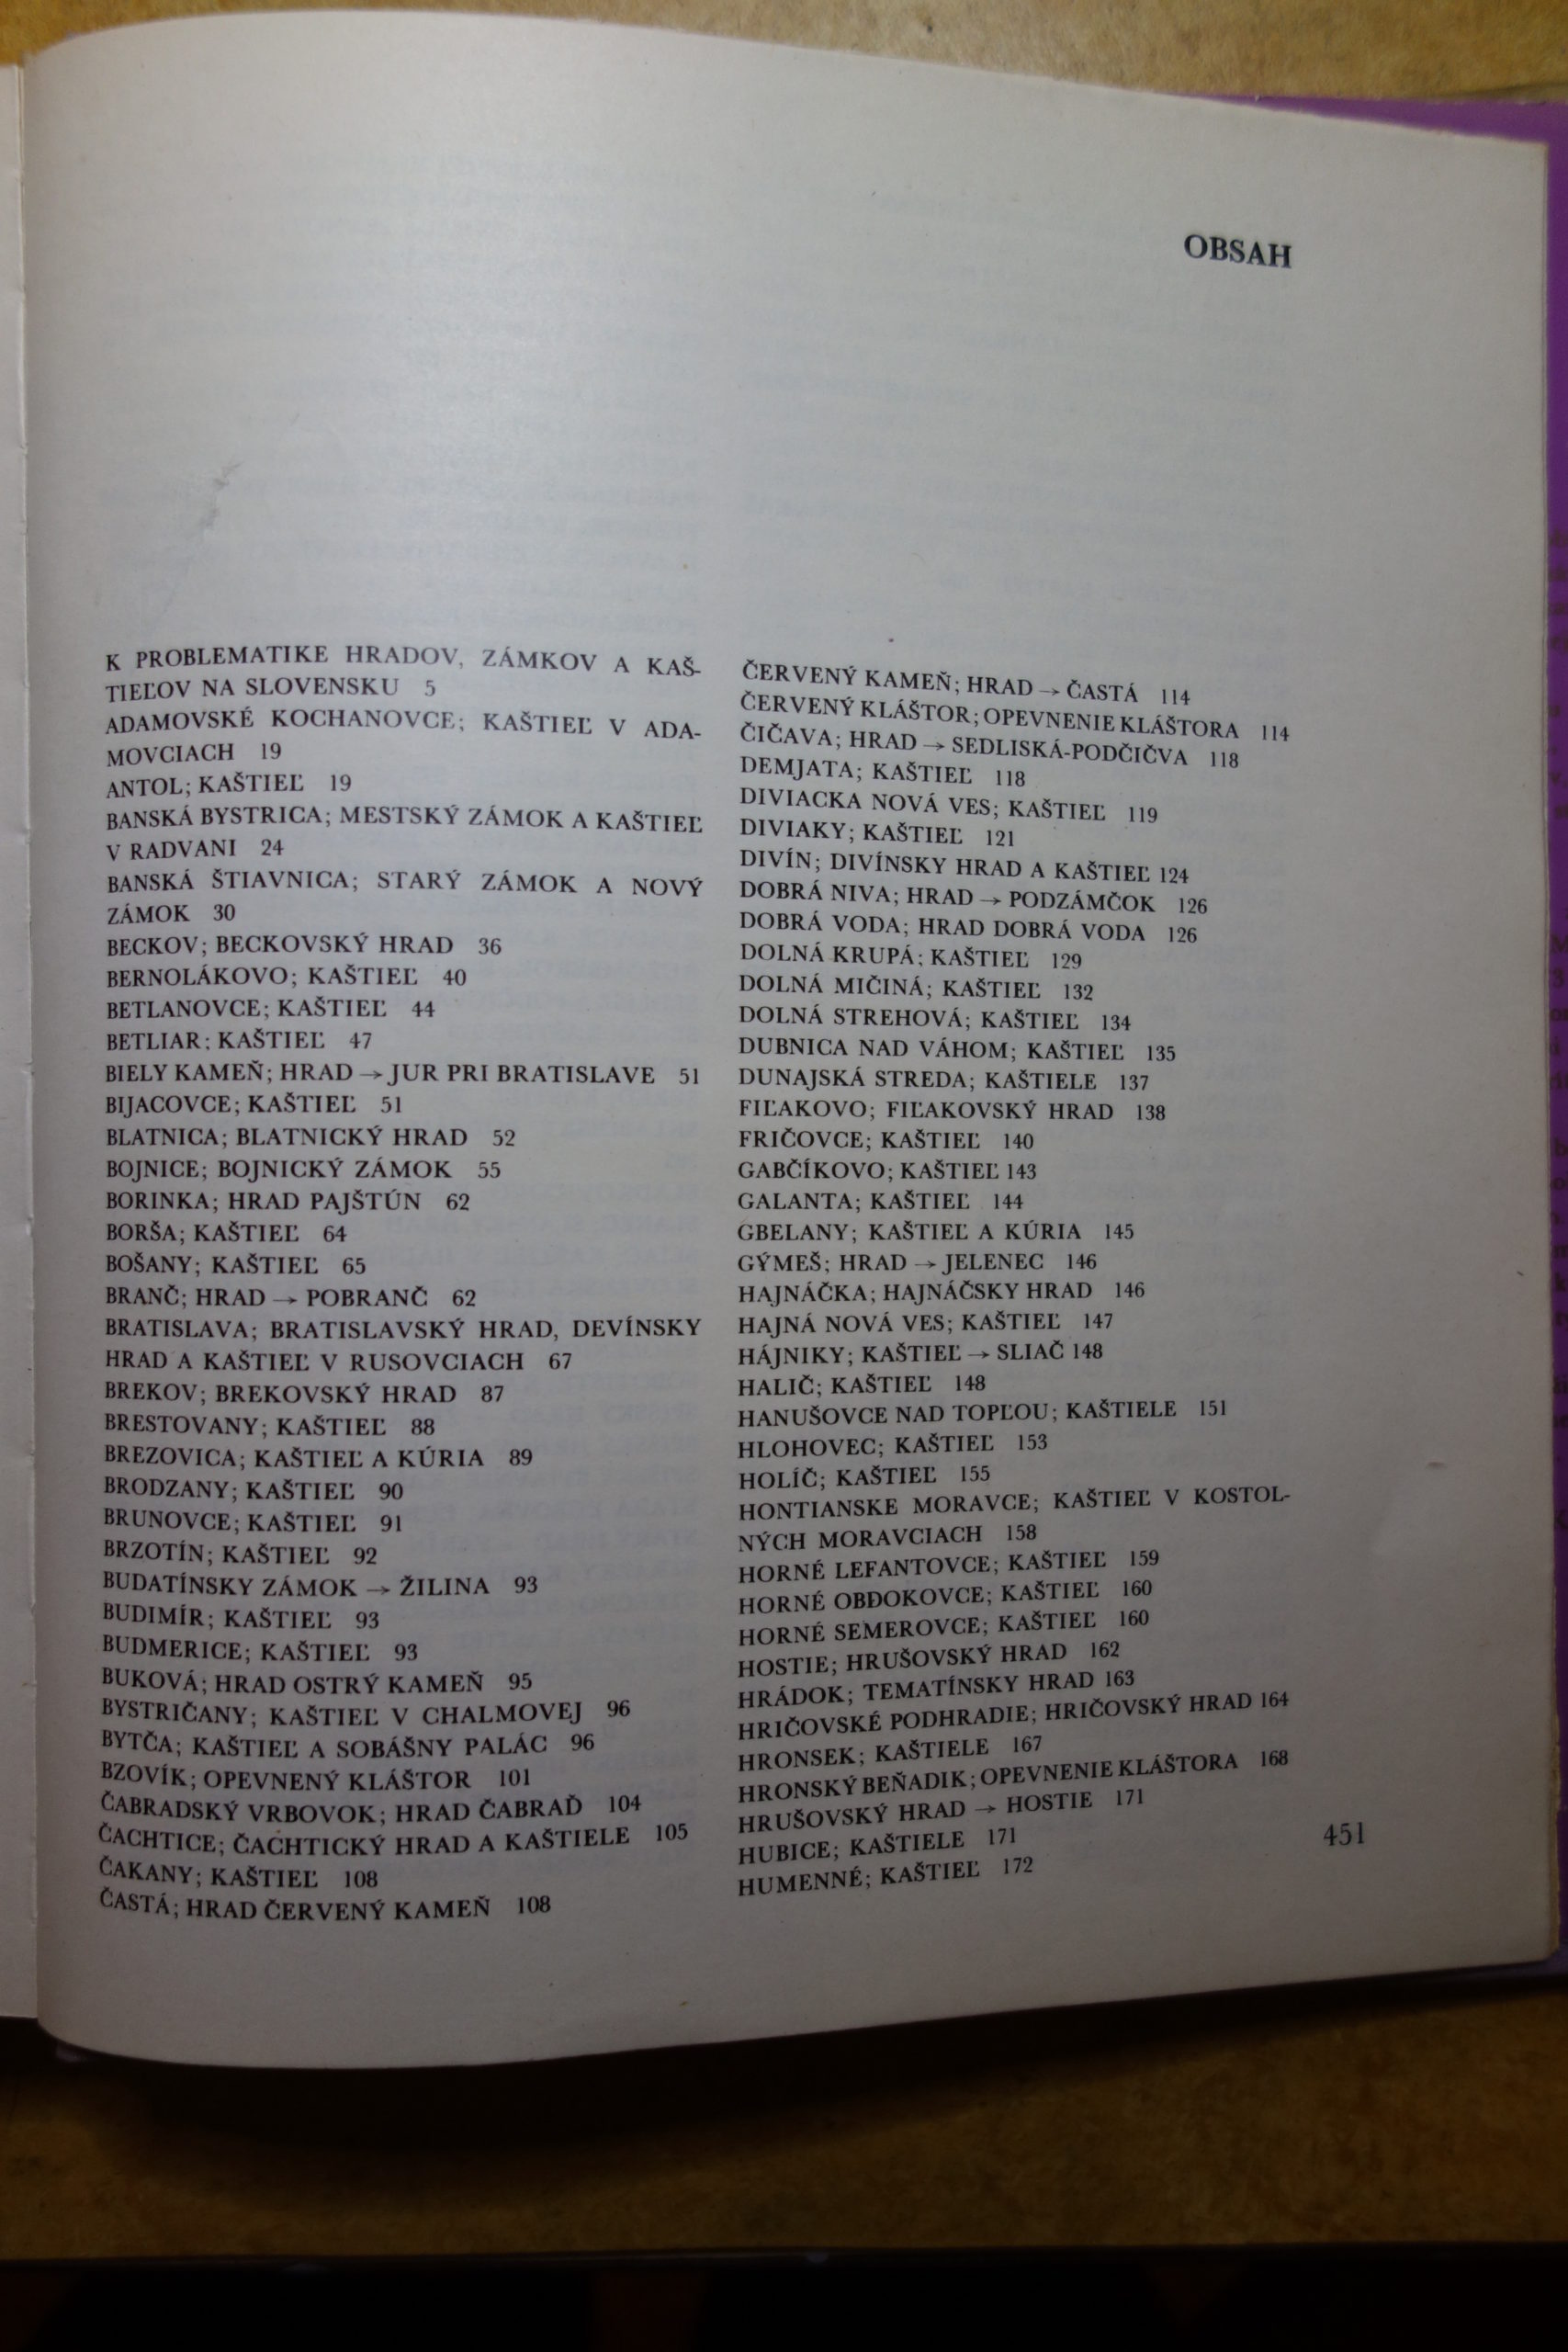 OBSAH
K PROBLEMATIKE HRADOV, ZÁMKOV A KAŠ-
TIEĽOV NA SLOVENSKU 5
ADAMOVSKÉ KOCHANOVCE; KAŠTIEĽ V ADA-
MOVCIACH 19
ANTOL; KAŠTIEĽ 19
BANSKÁ BYSTRICA; MESTSKÝ ZÁMOK A KAŠTIEĽ
V RADVANI 24
BANSKÁ ŠTIAVNICA; STARÝ ZÁMOK A NOVÝ
ZÁMOK 30
BECKOV; BECKOVSKÝ HRAD 36
BERNOLÁKOVO; KAŠTIEĽ 40
BETLANOVCE; KAŠTIEĽ 44
BETLIAR; KAŠTIEĽ 47
BIELY KAMEŇ; HRAD → JUR PRI BRATISLAVE 51
BIJACOVCE; KAŠTIEĽ 51
BLATNICA; BLATNICKÝ HRAD 52
BOJNICE; BOJNICKÝ ZÁMOK 55
BORINKA; HRAD PAJŠTÚN 62
BORŠA; KAŠTIEĽ 64
BOŠANY; KAŠTIEĽ 65
BRANČ; HRAD → POBRANČ 62
BRATISLAVA; BRATISLAVSKÝ HRAD, DEVÍNSKY
HRAD A KAŠTIEĽ V RUSOVCIACH 67
BREKOV; BREKOVSKÝ HRAD 87
BRESTOVANY; KAŠTIEĽ 88
BREZOVICA; KAŠTIEĽ A KÚRIA 89
BRODZANY; KAŠTIEĽ 90
BRUNOVCE; KAŠTIEĽ 91
BRZOTÍN; KAŠTIEĽ 92
BUDATÍNSKY ZÁMOK → ŽILINA 93
BUDIMÍR; KAŠTIEĽ 93
BUDMERICE; KAŠTIEĽ 93
BUKOVÁ; HRAD OSTRÝ KAMEŇ 95
BYSTRIČANY; KAŠTIEĽ V CHALMOVEJ 96
BYTČA; KAŠTIEĽ A SOBÁŠNY PALÁC 96
BZOVÍK; OPEVNENÝ KLÁŠTOR 101
ČABRADSKÝ VRBOVOK; HRAD ČABRAĎ 104
ČACHTICE; ČACHTICKÝ HRAD A KAŠTIELE 105
ČAKANY; KAŠTIEĽ 108
ČASTÁ; HRAD ČERVENÝ KAMEŇ 108
ČERVENÝ KAMEŇ; HRAD → ČASTÁ 114
ČERVENÝ KLÁŠTOR; OPEVNENIE KLÁŠTORA 114
ČIČAVA; HRAD → SEDLISKÁ-PODČIČVA 118
DEMJATA; KAŠTIEĽ 118
DIVIACKA NOVÁ VES; KAŠTIEĽ 119
DIVIAKY; KAŠTIEĽ 121
DIVÍN; DIVÍNSKY HRAD A KAŠTIEĽ 124
DOBRÁ NIVA; HRAD → PODZÁMČOK 126
DOBRÁ VODA; HRAD DOBRÁ VODA 126
DOLNÁ KRUPÁ; KAŠTIEĽ 129
DOLNÁ MIČINÁ; KAŠTIEĽ 132
DOLNÁ STREHOVÁ; KAŠTIEĽ 134
DUBNICA NAD VÁHOM; KAŠTIEĽ 135
DUNAJSKÁ STREDA; KAŠTIELE 137
FIĽAKOVO; FIĽAKOVSKÝ HRAD 138
FRIČOVCE; KAŠTIEĽ 140
GABČÍKOVO; KAŠTIEĽ 143
GALANTA; KAŠTIEĽ 144
GBELANY; KAŠTIEĽ A KÚRIA 145
GÝMEŠ; HRAD → JELENEC 146
HAJNÁČKA; HAJNÁČSKY HRAD 146
HAJNÁ NOVÁ VES; KAŠTIEĽ 147
HÁJNIKY; KAŠTIEĽ → SLIAČ 148
HALIČ; KAŠTIEĽ 148
HANUŠOVCE NAD TOPĽOU; KAŠTIELE 151
HLOHOVEC; KAŠTIEĽ 153
HOLÍČ; KAŠTIEĽ 155
HONTIANSKE MORAVCE; KAŠTIEĽ V KOSTOL-
NÝCH MORAVCIACH 158
HORNÉ LEFANTOVCE; KAŠTIEĽ 159
HORNÉ OBDOKOVCE; KAŠTIEĽ 160
HORNÉ SEMEROVCE; KAŠTIEĽ 160
HOSTIE; HRUŠOVSKÝ HRAD 162
HRÁDOK; TEMATÍNSKY HRAD 163
HRIČOVSKÉ PODHRADIE; HRIČOVSKÝ HRAD 164
HRONSEK; KAŠTIELE 167
HRONSKÝ BEŇADIK; OPEVNENIE KLÁŠTORA 168
HRUŠOVSKÝ HRAD → HOSTIE 171
HUBICE; KAŠTIELE 171
HUMENNÉ; KAŠTIEĽ 172
451